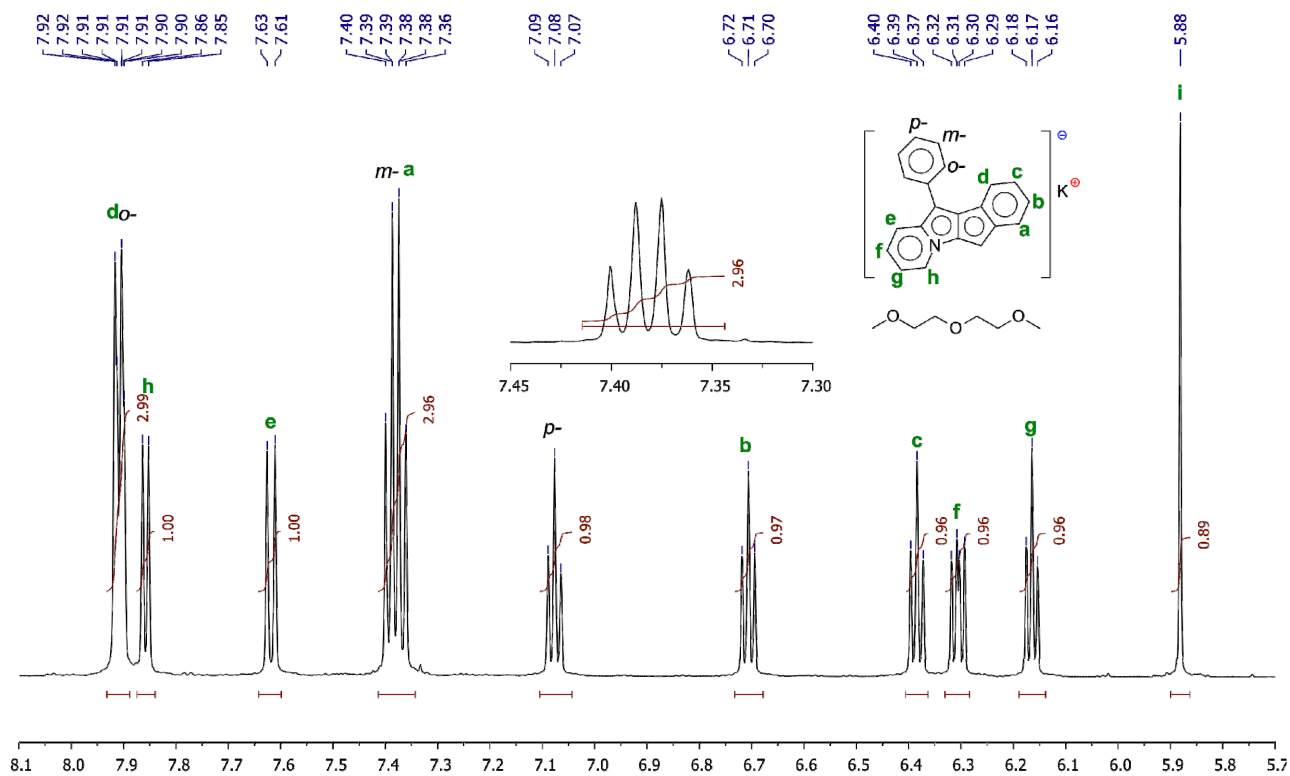 7.92 7.92 7.91 7.91 7.91 7.91 7.90 7.90 7.86 7.85 7.63 7.61 7.40 7.39 7.39 7.38 7.38 7.36 7.09 7.08 7.07 6.72 6.71 6.70 6.40 6.39 6.37 6.32 6.31 6.30 6.29 6.18 6.17 6.16 5.88
i
p-
m-
o-
⊖
K⊕
d c
b
a
e
f
N
g h
O O
O
m- a
do-
2.96
7.45 7.40 7.35 7.30
h
e
p-
b
c
f
g
2.99 1.00 1.00 2.96 0.98 0.97 0.96 0.96 0.96 0.89
8.1 8.0 7.9 7.8 7.7 7.6 7.5 7.4 7.3 7.2 7.1 7.0 6.9 6.8 6.7 6.6 6.5 6.4 6.3 6.2 6.1 6.0 5.9 5.8 5.7